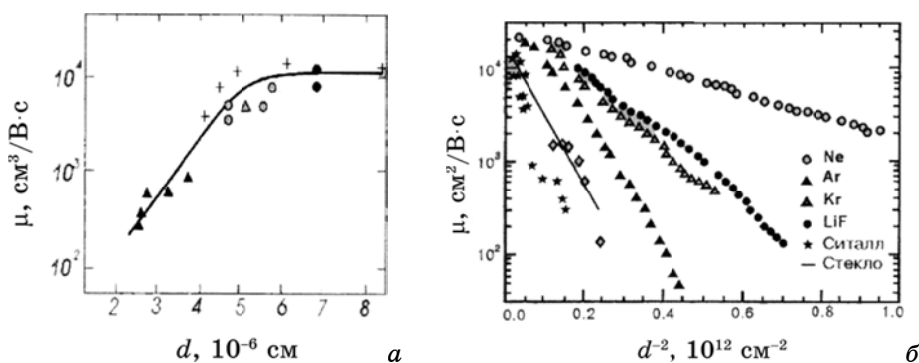 μ, см³/В·с
10⁴
10³
10²
2 3 4 5 6 7 8
d, 10⁻⁶ см
а
μ, см²/В·с
10⁴
10³
10²
Ne
Ar
Kr
LiF
Ситалл
Стекло
0.0 0.2 0.4 0.6 0.8 1.0
d⁻², 10¹² см⁻²
б